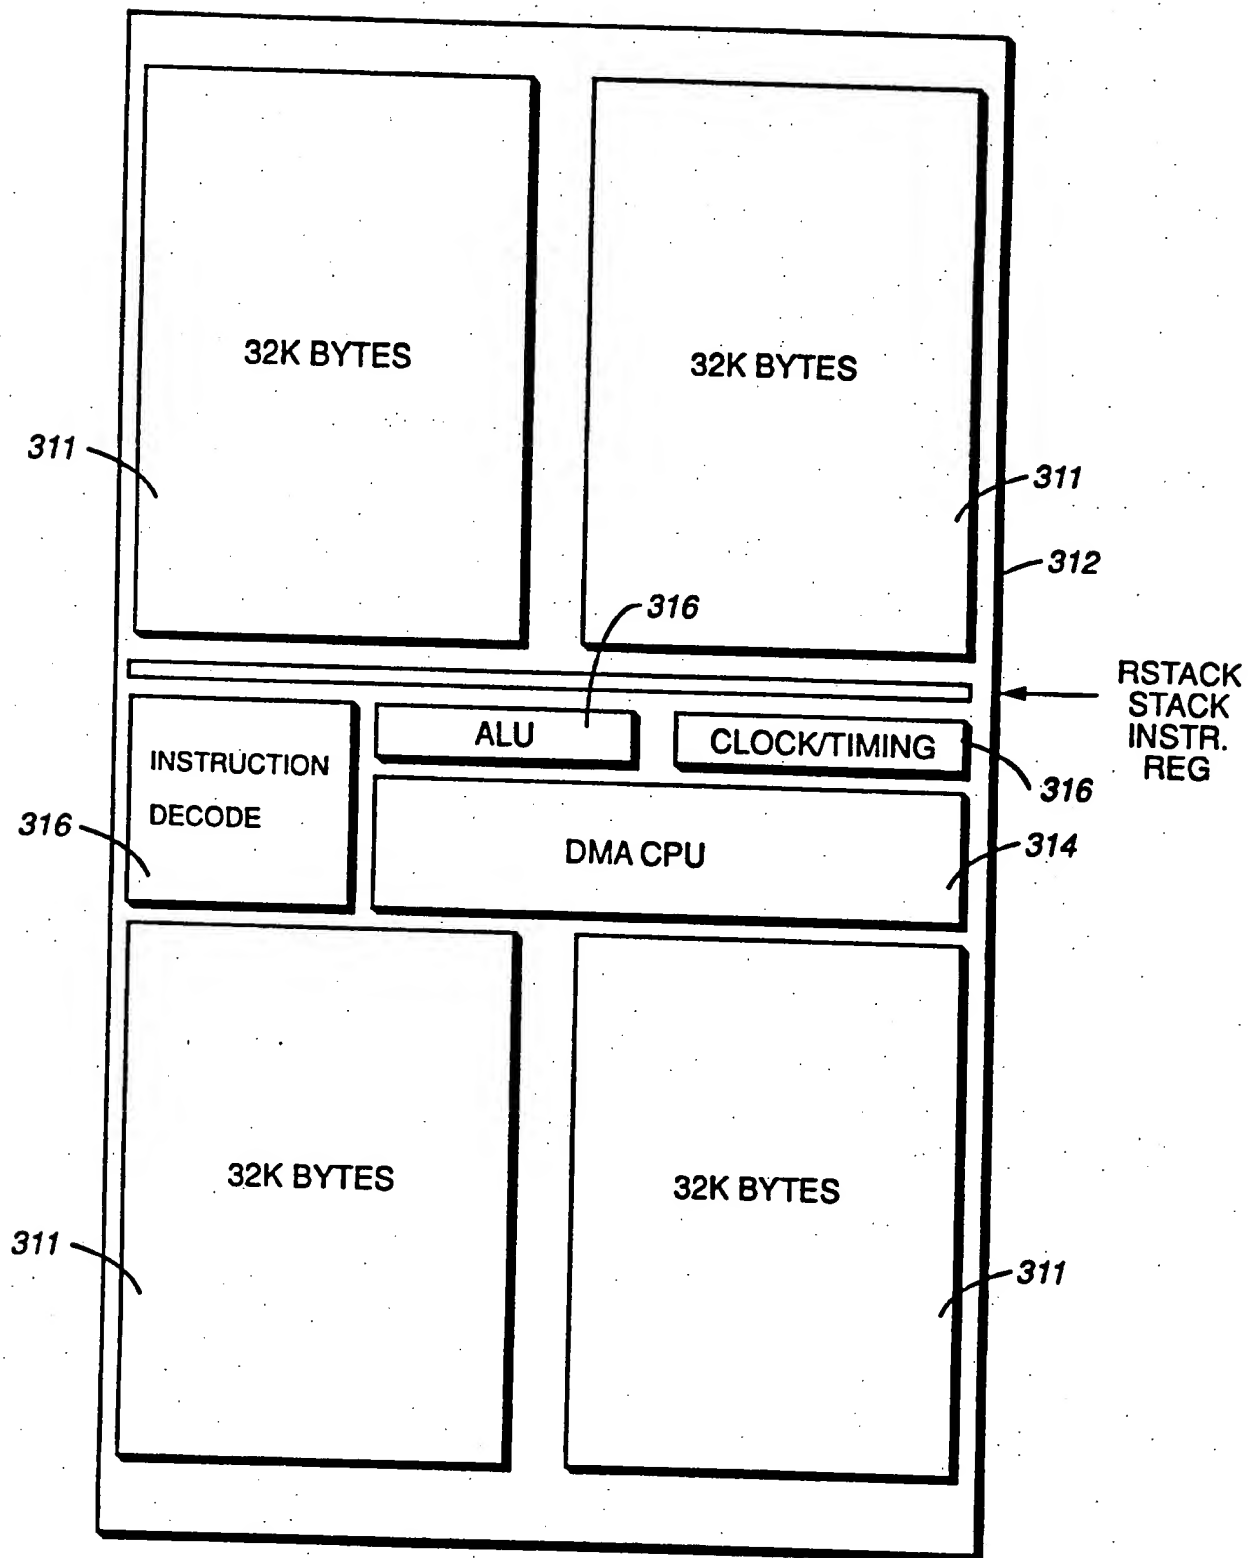 32K BYTES
32K BYTES
311
311
312
316
RSTACK
STACK
INSTR.
REG
ALU
CLOCK/TIMING
INSTRUCTION
DECODE
316
316
DMA CPU
314
32K BYTES
32K BYTES
311
311